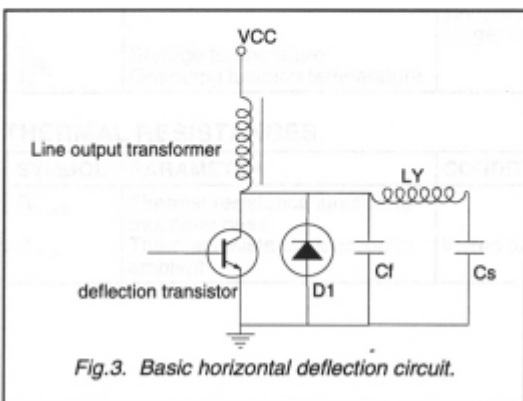 VCC
Line output transformer
LY
deflection transistor
D1
Cf
Cs
Fig.3. Basic horizontal deflection circuit.
THERMAL RESISTANCES
SYMBOL PARAMETER